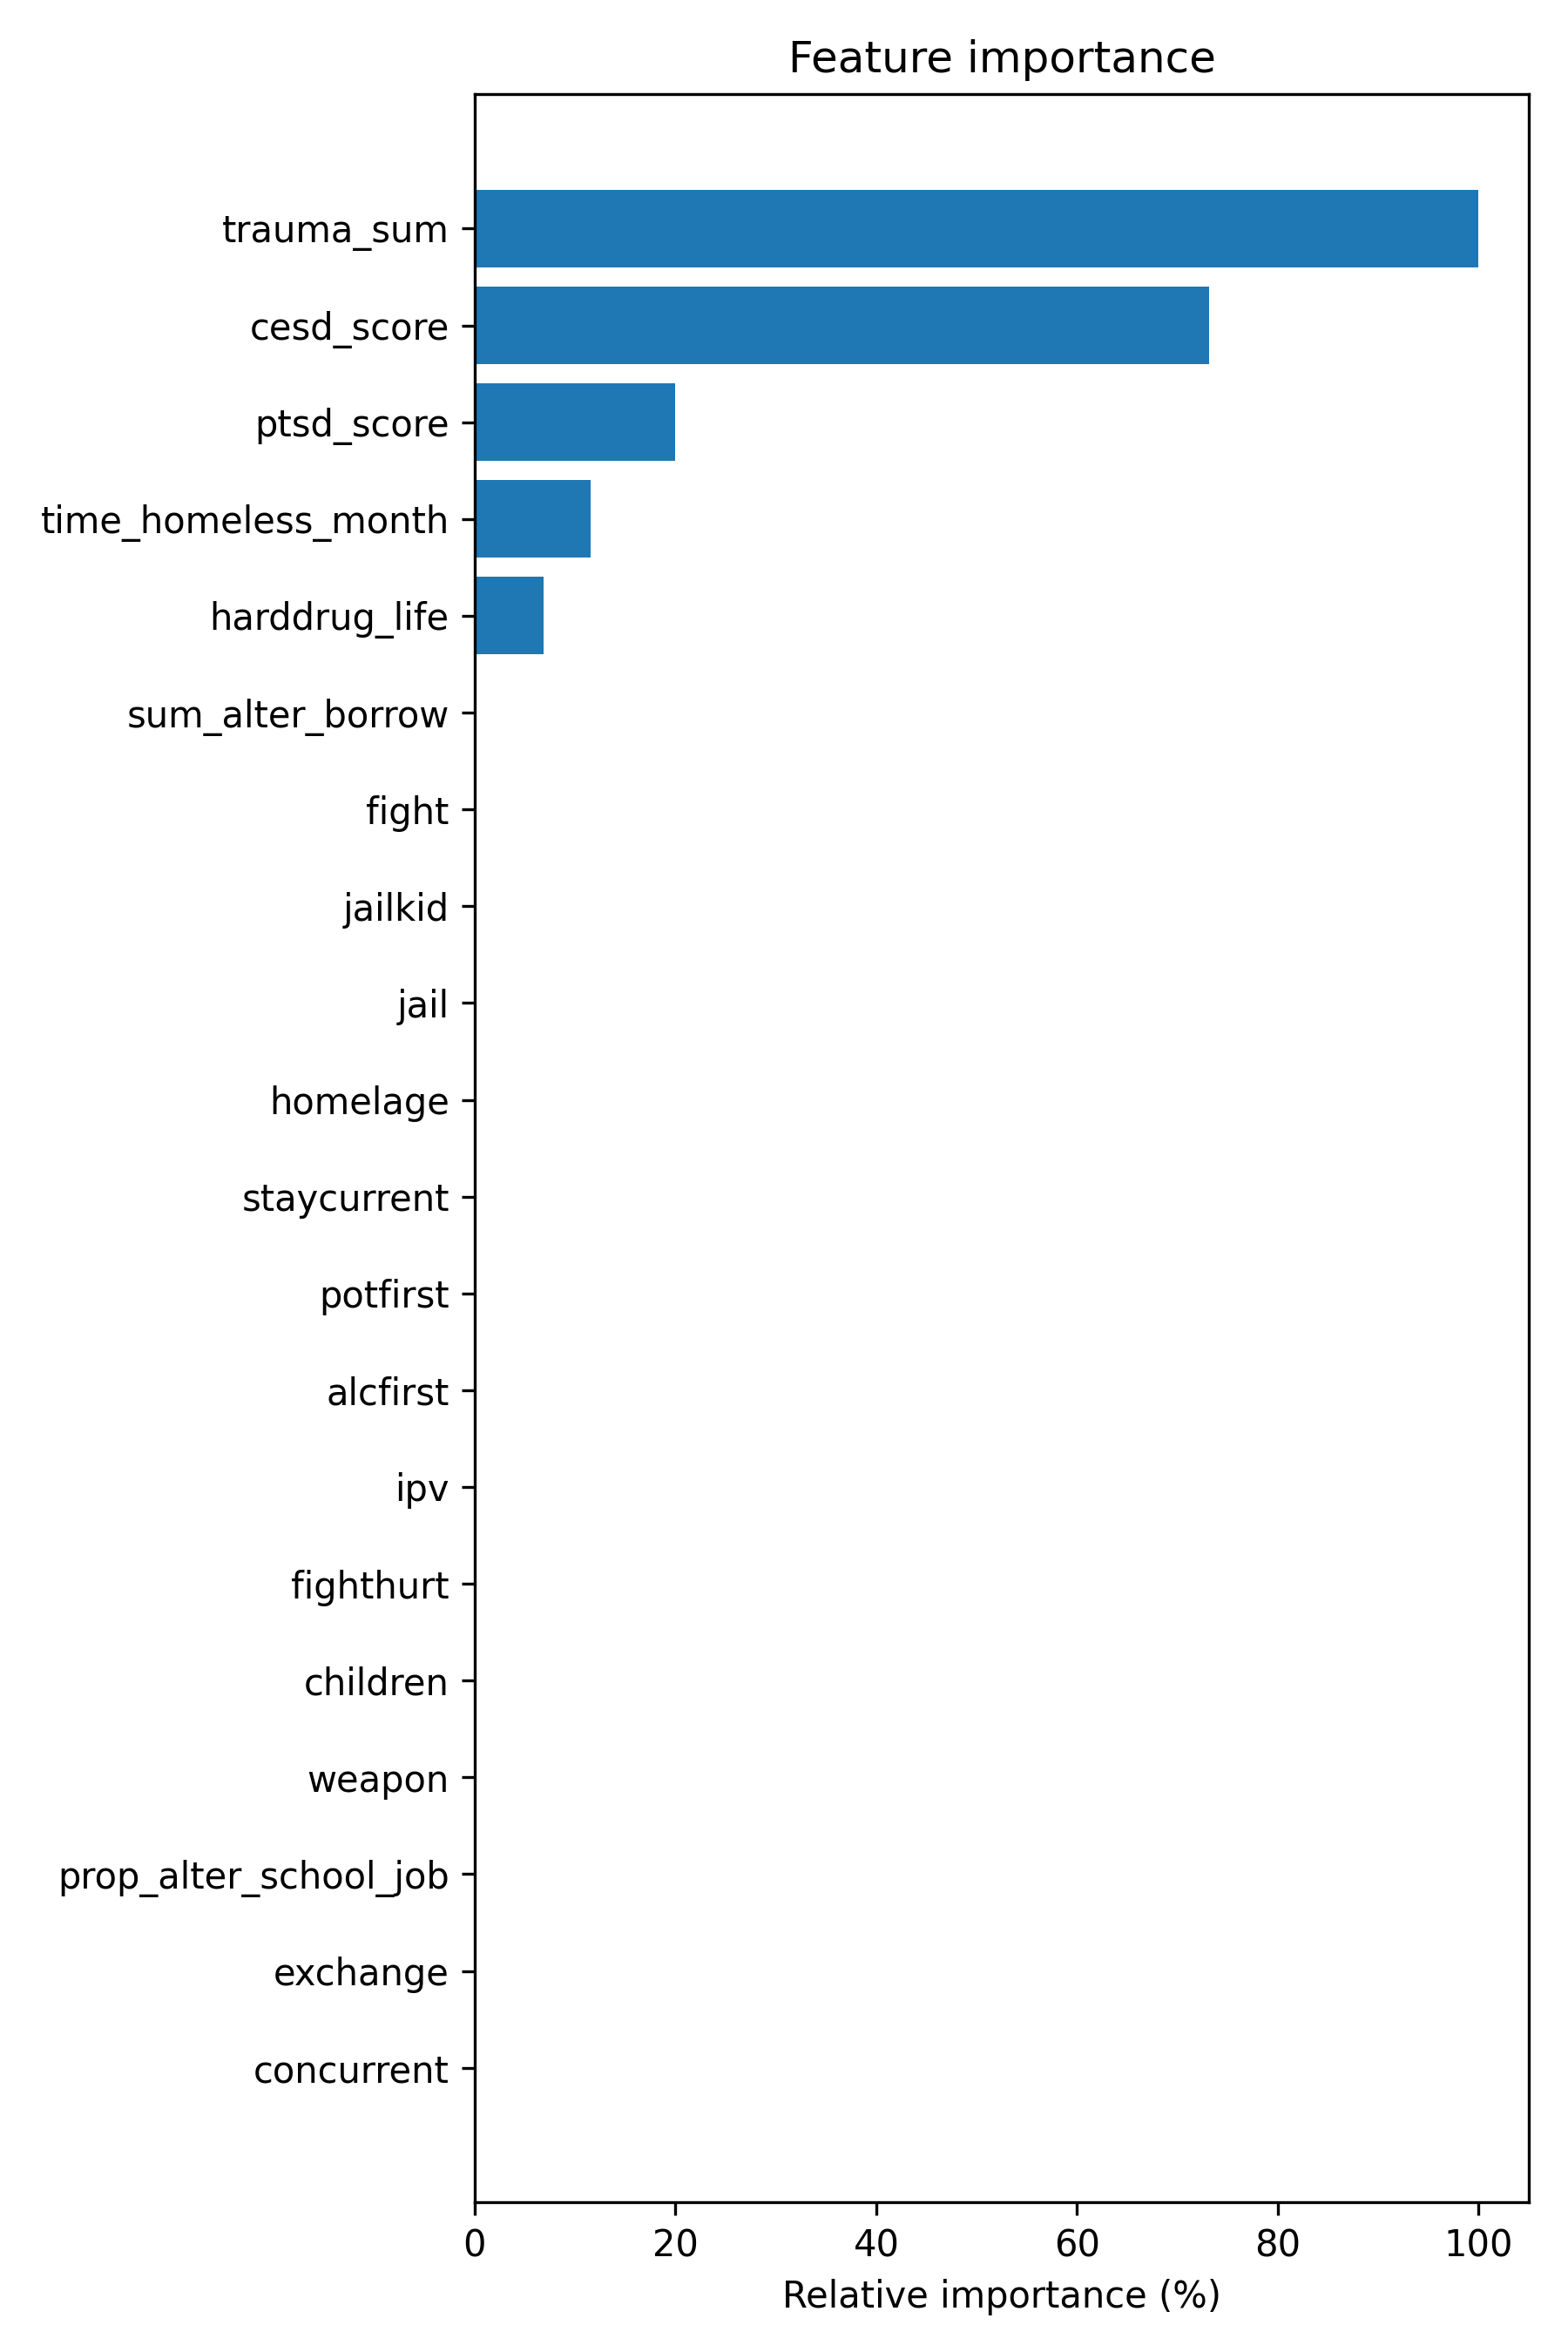 Feature importance
trauma_sum
cesd_score
ptsd_score
time_homeless_month
harddrug_life
sum_alter_borrow
fight
jailkid
jail
homelage
staycurrent
potfirst
alcfirst
ipv
fighthurt
children
weapon
prop_alter_school_job
exchange
concurrent
0 20 40 60 80 100
Relative importance (%)